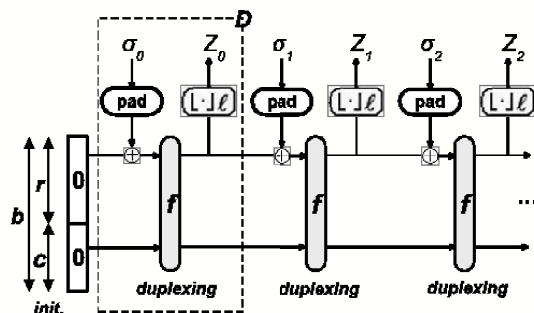 D
σ₀ Z₀ σ₁ Z₁ σ₂ Z₂
pad ⌊·⌋ℓ pad ⌊·⌋ℓ pad ⌊·⌋ℓ
b r 0 f f f ...
c 0
init. duplexing duplexing duplexing